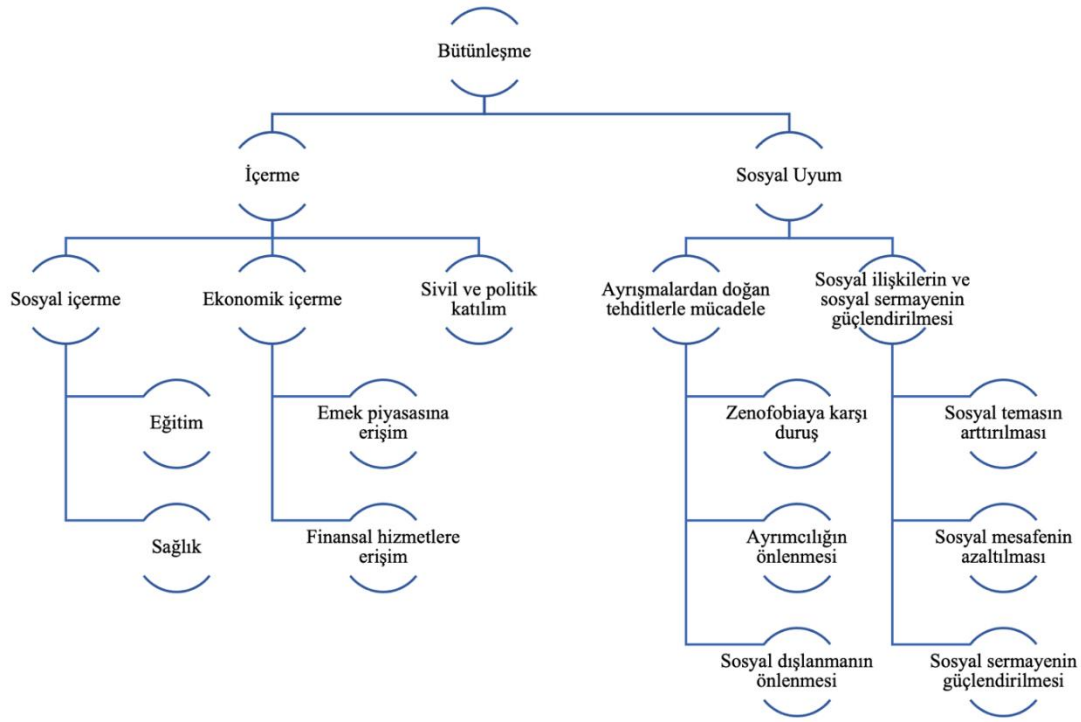 Bütünleşme
İçerme
Sosyal Uyum
Sosyal içerme
Ekonomik içerme
Sivil ve politik
katılım
Ayrışmalardan doğan
tehditlerle mücadele
Sosyal ilişkilerin ve
sosyal sermayenin
güçlendirilmesi
Eğitim
Sağlık
Emek piyasasına
erişim
Finansal hizmetlere
erişim
Zenofobiaya karşı
duruş
Ayrımcılığın
önlenmesi
Sosyal dışlanmanın
önlenmesi
Sosyal temasın
arttırılması
Sosyal mesafenin
azaltılması
Sosyal sermayenin
güçlendirilmesi